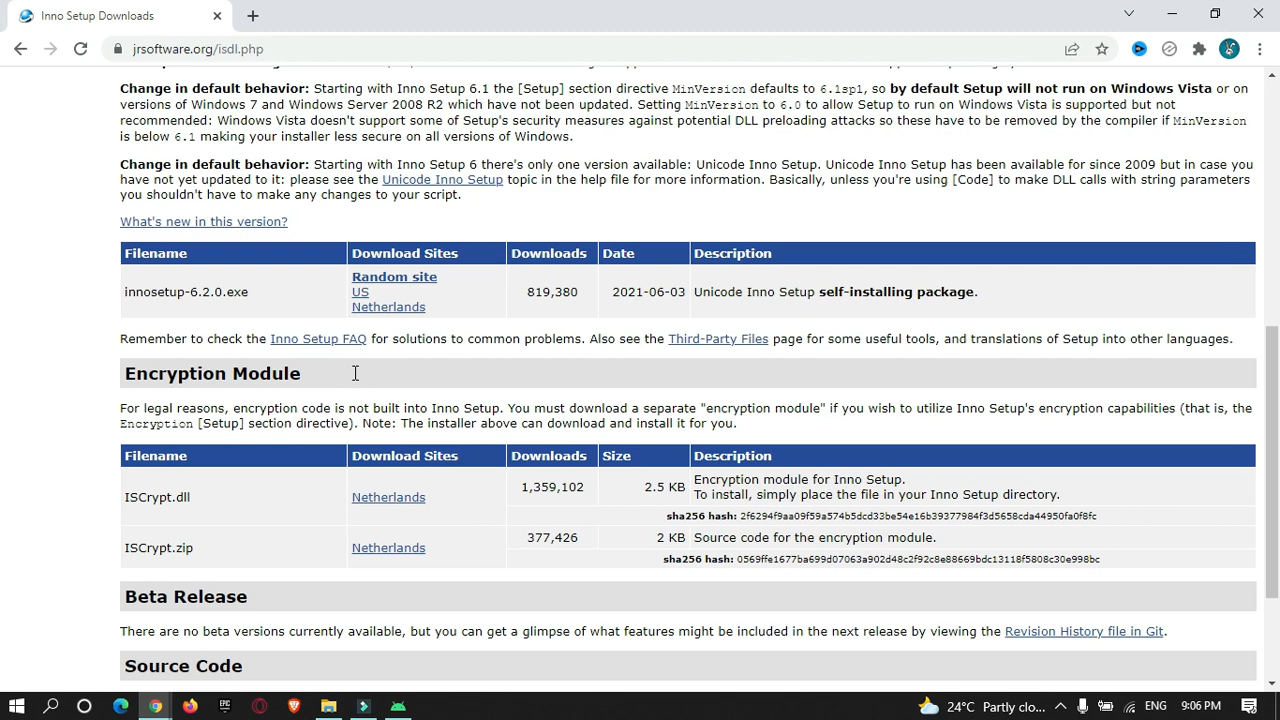 Inno Setup Downloads
jrsoftware.org/isdl.php
Change in default behavior: Starting with Inno Setup 6.1 the [Setup] section directive MinVersion defaults to 6.1sp1, so by default Setup will not run on Windows Vista or on
versions of Windows 7 and Windows Server 2008 R2 which have not been updated. Setting MinVersion to 6.0 to allow Setup to run on Windows Vista is supported but not
recommended: Windows Vista doesn't support some of Setup's security measures against potential DLL preloading attacks so these have to be removed by the compiler if MinVersion
is below 6.1 making your installer less secure on all versions of Windows.
Change in default behavior: Starting with Inno Setup 6 there's only one version available: Unicode Inno Setup. Unicode Inno Setup has been available for since 2009 but in case you
have not yet updated to it: please see the Unicode Inno Setup topic in the help file for more information. Basically, unless you're using [Code] to make DLL calls with string parameters
you shouldn't have to make any changes to your script.
What's new in this version?
Filename Download Sites Downloads Date Description
Random site
innosetup-6.2.0.exe US 819,380 2021-06-03 Unicode Inno Setup self-installing package.
Netherlands
Remember to check the Inno Setup FAQ for solutions to common problems. Also see the Third-Party Files page for some useful tools, and translations of Setup into other languages.
Encryption Module
For legal reasons, encryption code is not built into Inno Setup. You must download a separate "encryption module" if you wish to utilize Inno Setup's encryption capabilities (that is, the
Encryption [Setup] section directive). Note: The installer above can download and install it for you.
Filename Download Sites Downloads Size Description
ISCrypt.dll Netherlands 1,359,102 2.5 KB Encryption module for Inno Setup.
To install, simply place the file in your Inno Setup directory.
sha256 hash: 2f6294f9aa09f59a574b5dcd33be54e16b39377984f3d5658cda44950fa0f8fc
ISCrypt.zip Netherlands 377,426 2 KB Source code for the encryption module.
sha256 hash: 0569ffe1677ba699d07063a902d48c2f92c8e88669bdc13118f5808c30e998bc
Beta Release
There are no beta versions currently available, but you can get a glimpse of what features might be included in the next release by viewing the Revision History file in Git.
Source Code
EPIC
24°C Partly clo...
ENG
9:06 PM